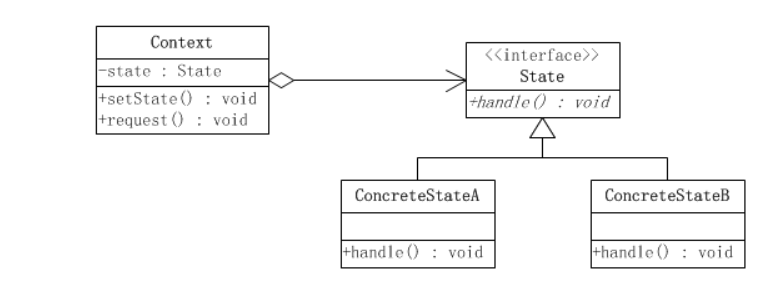 Context
-state : State
+setState() : void
+request() : void
<<interface>>
State
+handle() : void
ConcreteStateA
+handle() : void
ConcreteStateB
+handle() : void